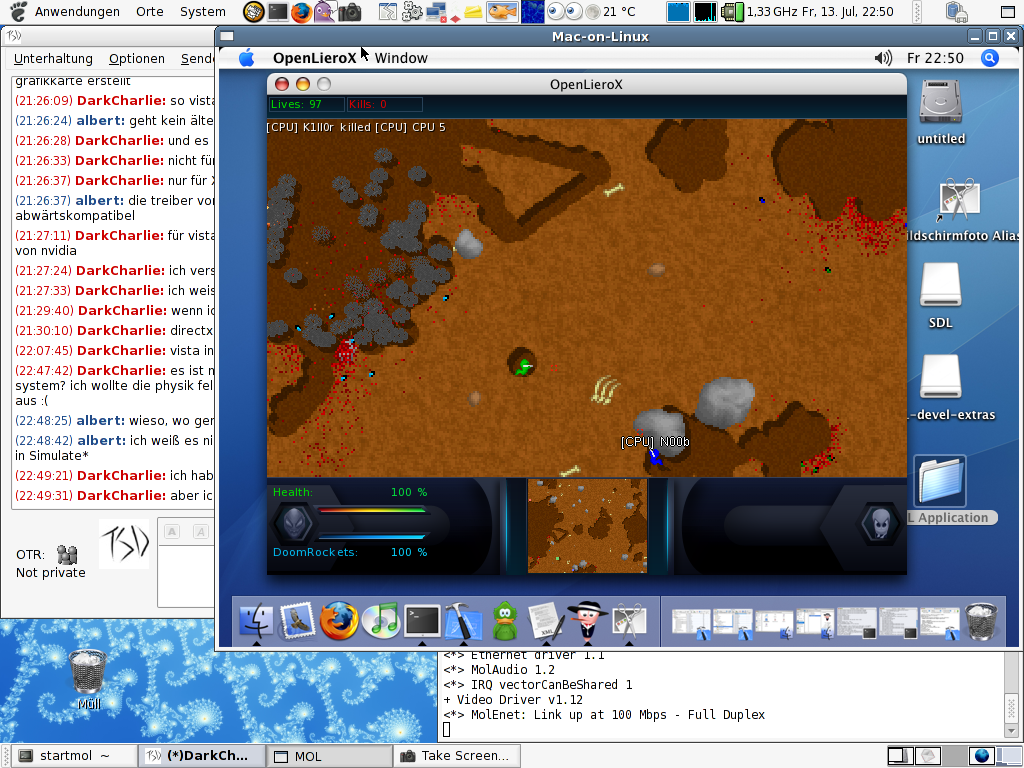 Anwendungen Orte System 21 °C 1,33 GHz Fr, 13. Jul, 22:50
Mac-on-Linux
Unterhaltung Optionen
OpenLieroX Window Fr 22:50
OpenLieroX
Lives: 97 Kills: 0
[CPU] K1ll0r killed [CPU] CPU 5
grafikkarte erstellt
(21:26:09) DarkCharlie: so vista
(21:26:24) albert: geht kein älte
(21:26:28) DarkCharlie: und es
(21:26:33) DarkCharlie: nicht fü
(21:26:37) DarkCharlie: nur für X
(21:26:37) albert: die treiber vor
abwärtskompatibel
(21:27:11) DarkCharlie: für vista
von nvidia
(21:27:24) DarkCharlie: ich vers
(21:27:33) DarkCharlie: ich weis
(21:29:40) DarkCharlie: wenn ic
(21:30:10) DarkCharlie: directx
(22:07:45) DarkCharlie: vista in
(22:47:42) DarkCharlie: es ist m
system? ich wollte die physik fel
aus :(
(22:48:25) albert: wieso, wo ger
(22:48:42) albert: ich weiß es ni
in Simulate*
(22:49:21) DarkCharlie: ich hab
(22:49:31) DarkCharlie: aber ic
OTR:
Not private
untitled
ildschirmfoto Alias
SDL
-devel-extras
L Application
[CPU] N00b
Health: 100 %
DoomRockets: 100 %
<*> Ethernet driver 1.1
<*> MolAudio 1.2
<*> IRQ vectorCanBeShared 1
+ Video Driver v1.12
<*> MolEnet: Link up at 100 Mbps - Full Duplex
Müll
startmol ~ (*)DarkCh... MOL Take Screen...